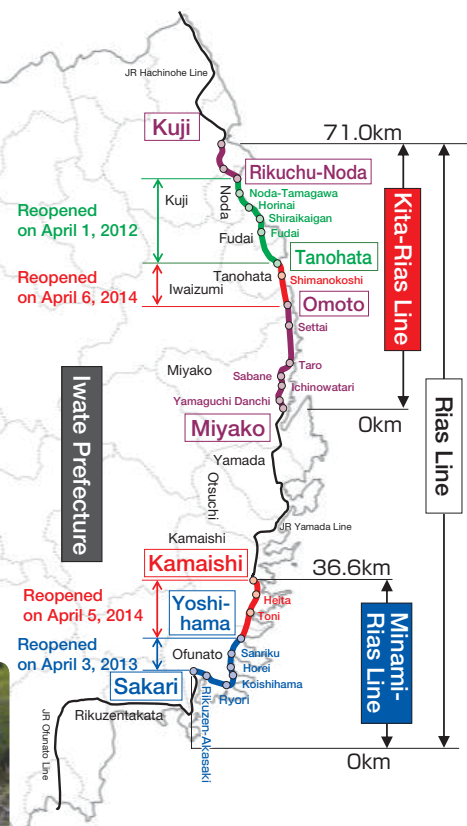 JR Hachinohe Line
Kuji
71.0km
Rikuchu-Noda
Noda
Kuji
Noda-Tamagawa
Horinai
Shiraikaigan
Fudai
Fudai
Reopened
on April 1, 2012
Kita-Rias Line
Tanohata
Reopened
on April 6, 2014
Tanohata
Iwaizumi
Shimanokoshi
Omoto
Settai
Miyako
Taro
Sabane
Ichinowatari
Yamaguchi Danchi
Miyako
0km
Iwate Prefecture
Rias Line
Yamada
Otsuchi
JR Yamada Line
Kamaishi
Kamaishi
36.6km
Reopened
on April 5, 2014
Heita
Toni
Yoshi-
hama
Minami-
Rias Line
Reopened
on April 3, 2013
Ofunato
Sanriku
Horei
Koishihama
Sakari
Ryori
Rikuzen-Akasaki
Rikuzentakata
JR Ofunato Line
0km